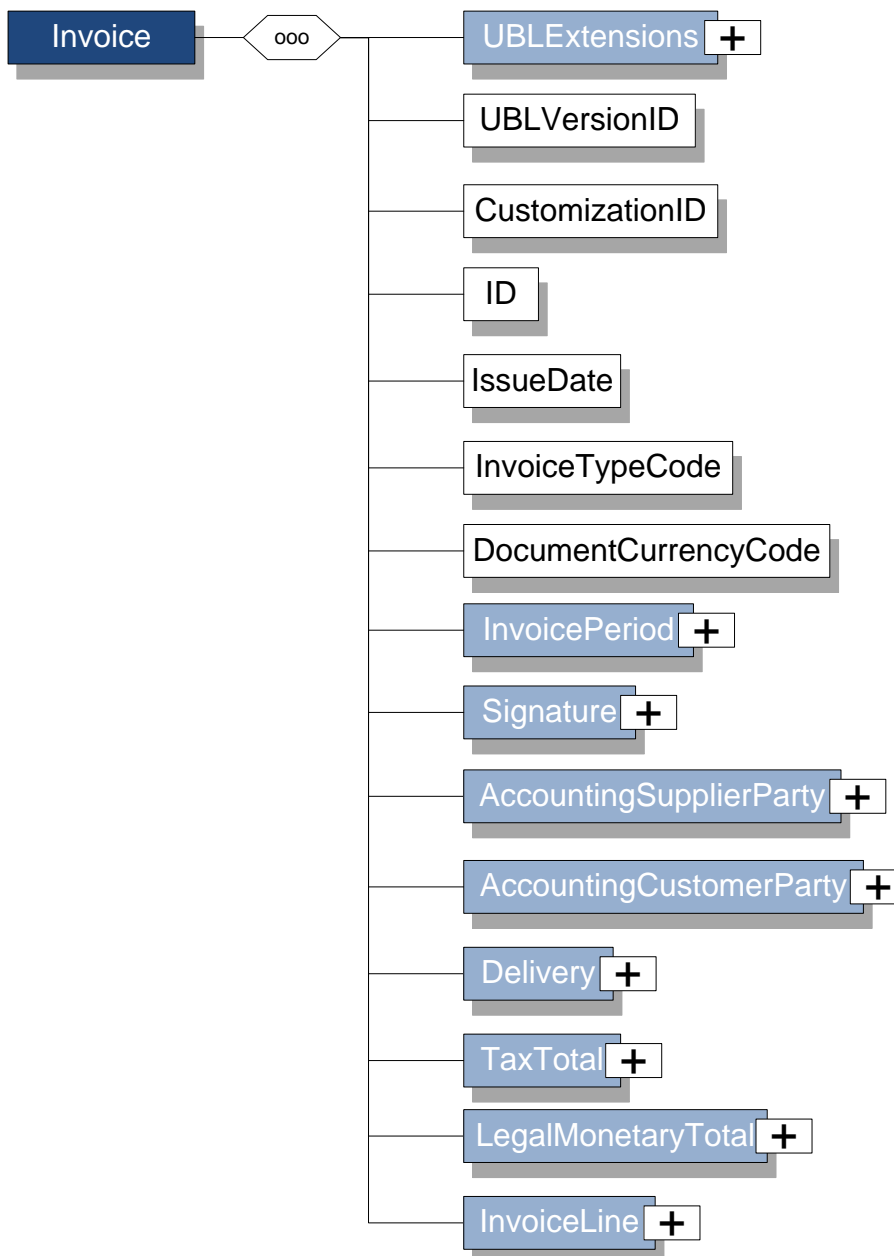 Invoice
ooo
UBLExtensions +
UBLVersionID
CustomizationID
ID
IssueDate
InvoiceTypeCode
DocumentCurrencyCode
InvoicePeriod +
Signature +
AccountingSupplierParty +
AccountingCustomerParty +
Delivery +
TaxTotal +
LegalMonetaryTotal +
InvoiceLine +